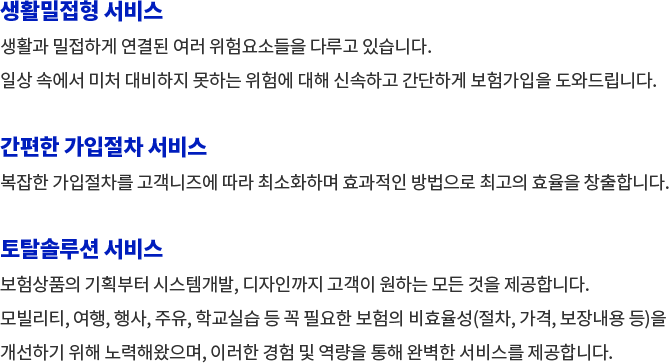 생활밀접형 서비스
생활과 밀접하게 연결된 여러 위험요소들을 다루고 있습니다.
일상 속에서 미처 대비하지 못하는 위험에 대해 신속하고 간단하게 보험가입을 도와드립니다.
간편한 가입절차 서비스
복잡한 가입절차를 고객니즈에 따라 최소화하며 효과적인 방법으로 최고의 효율을 창출합니다.
토탈솔루션 서비스
보험상품의 기획부터 시스템개발, 디자인까지 고객이 원하는 모든 것을 제공합니다.
모빌리티, 여행, 행사, 주유, 학교실습 등 꼭 필요한 보험의 비효율성(절차, 가격, 보장내용 등)을
개선하기 위해 노력해왔으며, 이러한 경험 및 역량을 통해 완벽한 서비스를 제공합니다.